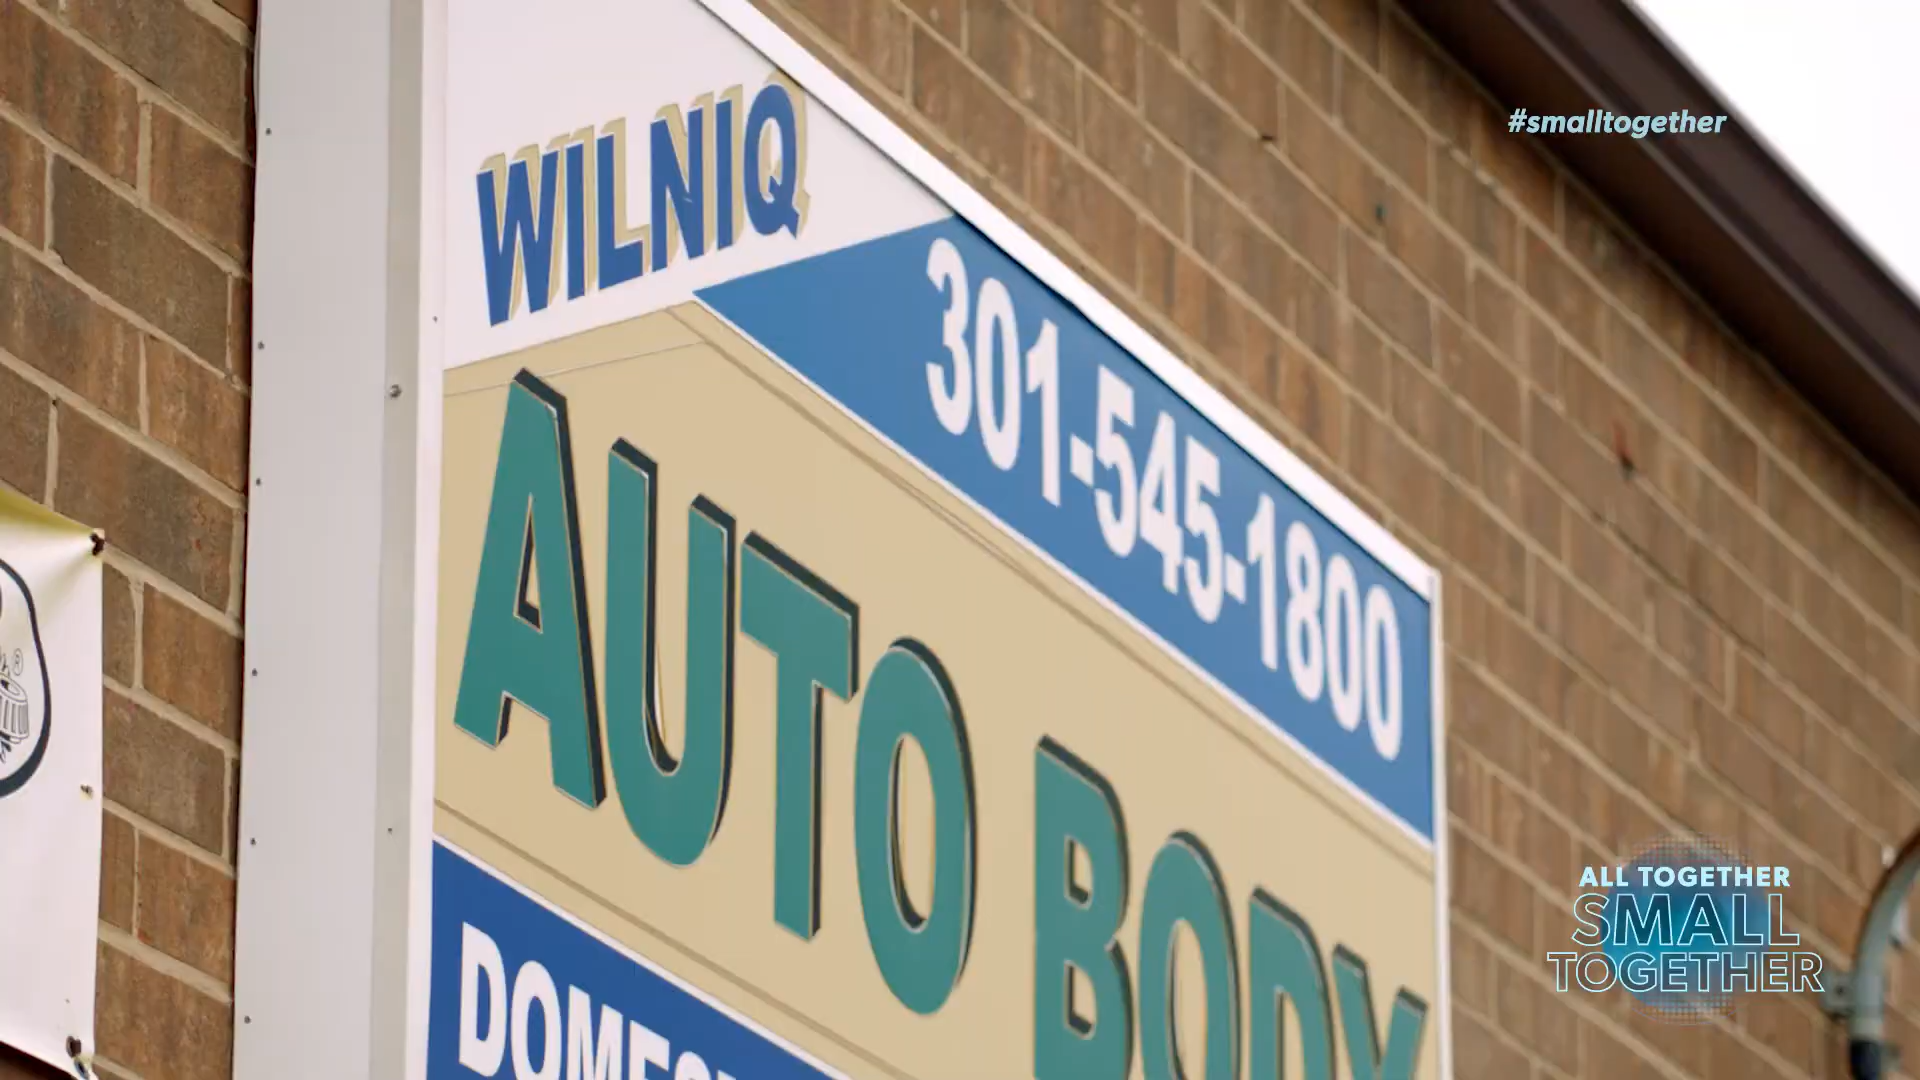 WILNIQ
#smalltogether
301-545-1800
AUTO BODY
ALL TOGETHER
SMALL
TOGETHER